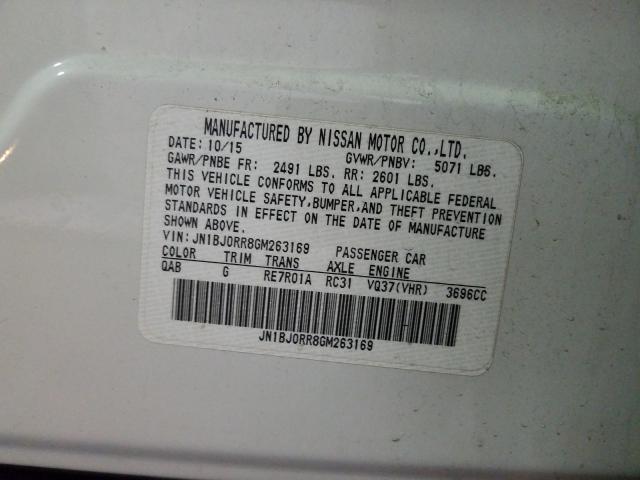 MANUFACTURED BY NISSAN MOTOR CO.,LTD.
DATE: 10/15 GVWR/PNBV: 5071 LBS.
GAWR/PNBE FR: 2491 LBS. RR: 2601 LBS.
THIS VEHICLE CONFORMS TO ALL APPLICABLE FEDERAL
MOTOR VEHICLE SAFETY,BUMPER,AND THEFT PREVENTION
STANDARDS IN EFFECT ON THE DATE OF MANUFACTURE
SHOWN ABOVE.
VIN:JN1BJ0RR8GM263169 PASSENGER CAR
COLOR TRIM TRANS AXLE ENGINE
QAB G RE7R01A RC31 VQ37(VHR) 3696CC
JN1BJ0RR8GM263169